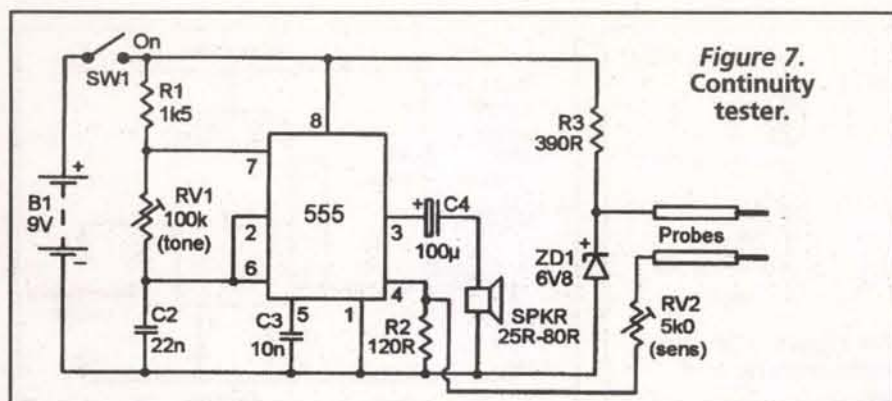 Figure 7.
Continuity
tester.
On
SW1
R1
1k5
8
R3
390R
7
B1
9V
+
−
RV1
100k
(tone)
555
2
6
3
+
C4
100µ
Probes
+
ZD1
6V8
4
SPKR
25R-80R
RV2
5k0
(sens)
C2
22n
C3
10n
5
1
R2
120R